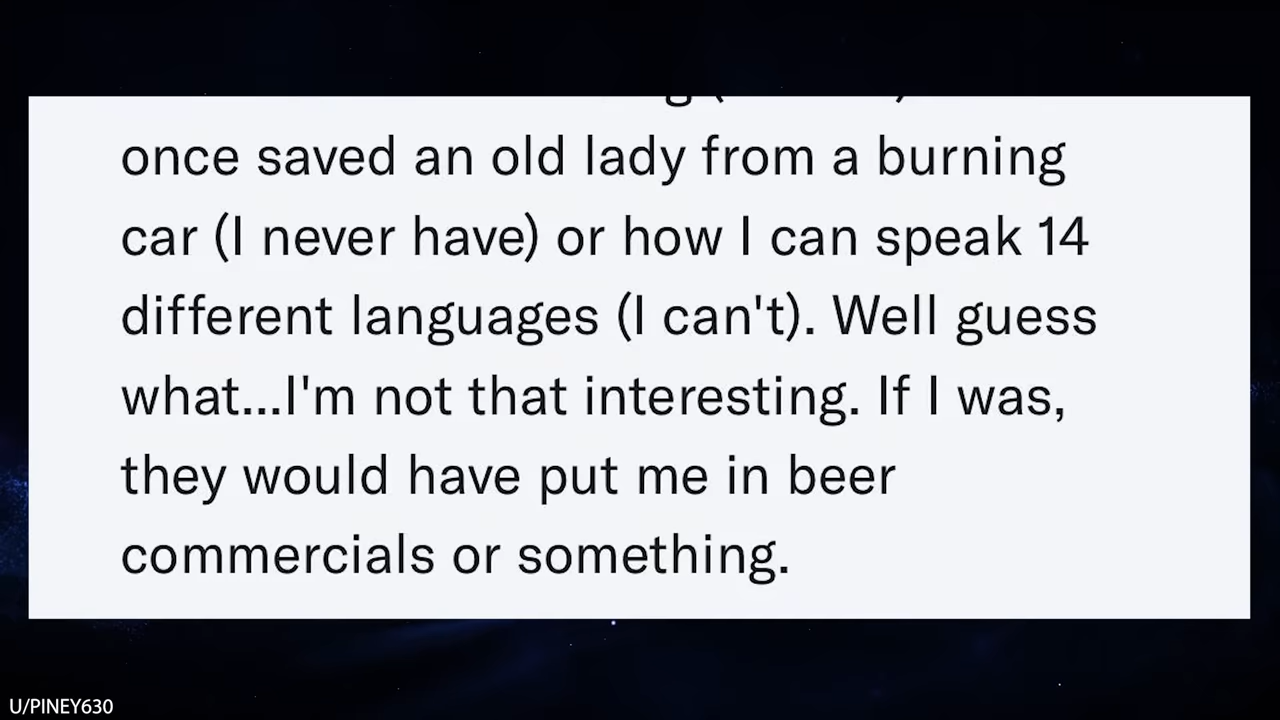 once saved an old lady from a burning
car (I never have) or how I can speak 14
different languages (I can't). Well guess
what...I'm not that interesting. If I was,
they would have put me in beer
commercials or something.
U/PINEY630